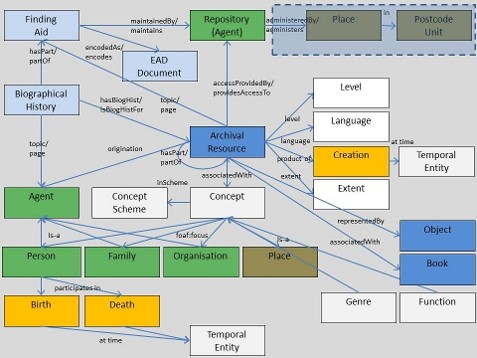 Finding
Aid
maintainedBy/
maintains
Repository
(Agent)
administeredBy/
administers
Place
in
Postcode
Unit
hasPart/
partOf
encodedAs/
encodes
EAD
Document
accessProvidedBy/
providesAccessTo
Biographical
History
hasBiogHist/
isBiogHistFor
topic/
page
Level
level
Language
language
Archival
Resource
topic/
page
origination
hasPart/
partOf
product of
Creation
at time
Temporal
Entity
associatedWith
extent
Extent
inScheme
Agent
Concept
Scheme
Concept
representedBy
Object
Is-a
foaf:focus
Is-a
associatedWith
Person
Family
Organisation
Place
Book
participates in
Birth
Death
Genre
Function
at time
Temporal
Entity